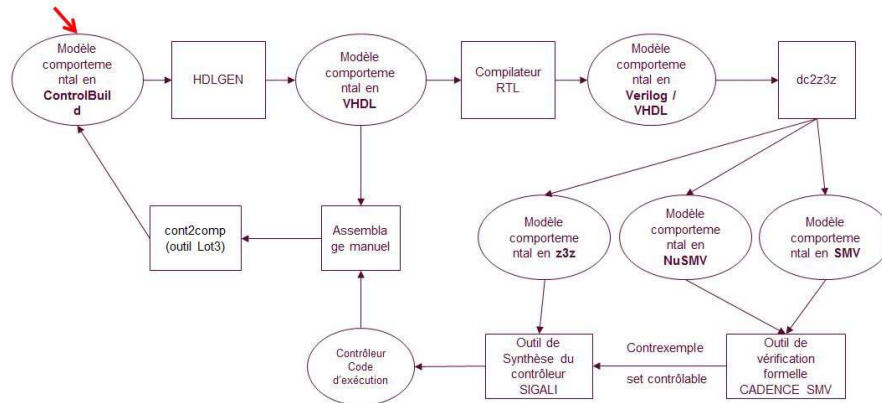 Modèle
comporteme
ntal en
ControlBuil
d
HDLGEN
Modèle
comporteme
ntal en
VHDL
Compilateur
RTL
Modèle
comporteme
ntal en
Verilog /
VHDL
dc2z3z
cont2comp
(outil Lot3)
Assembla
ge manuel
Modèle
comporteme
ntal en z3z
Modèle
comporteme
ntal en
NuSMV
Modèle
comporteme
ntal en SMV
Contrôleur
Code
d'exécution
Outil de
Synthèse du
contrôleur
SIGALI
Contrexemple
set contrôlable
Outil de
vérification
formelle
CADENCE SMV